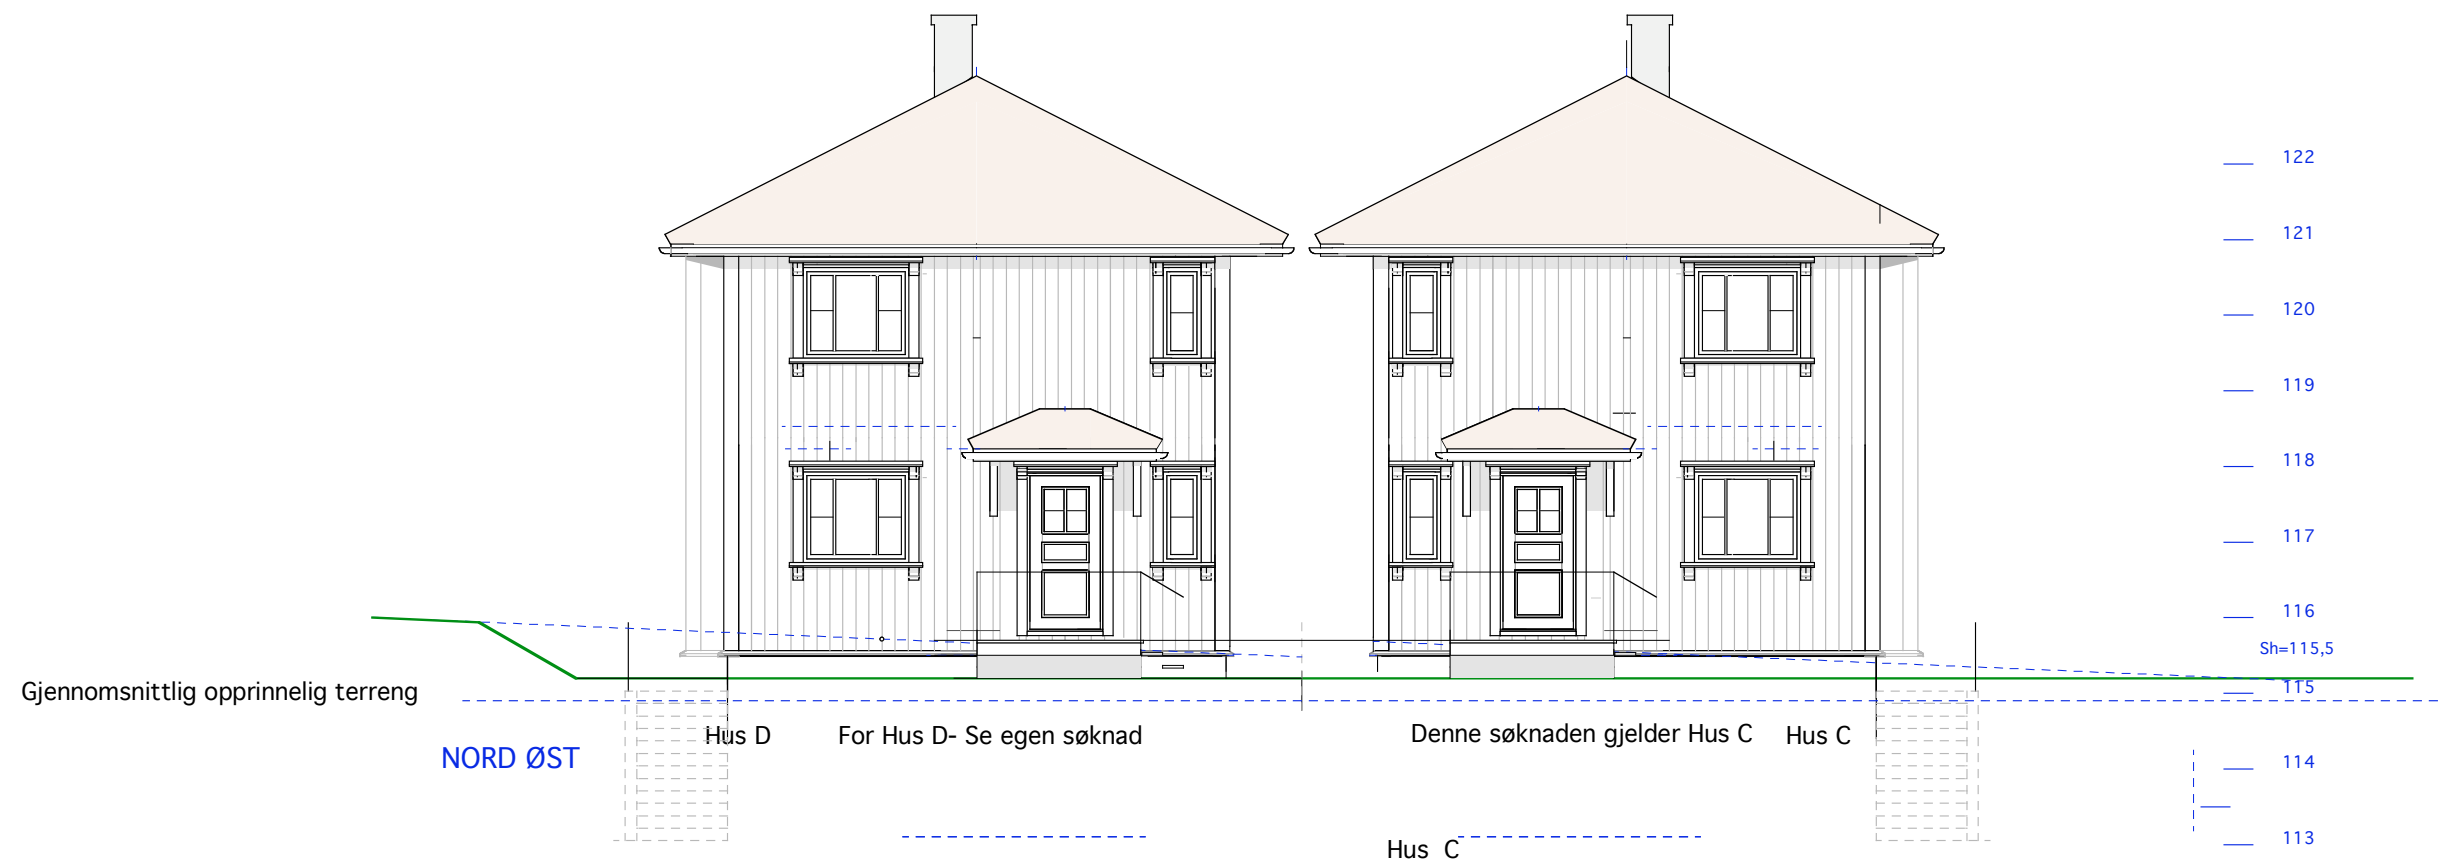 122
121
120
119
118
117
116
Sh=115,5
115
Gjennomsnittlig opprinnelig terreng
Hus D For Hus D- Se egen søknad Denne søknaden gjelder Hus C Hus C
NORD ØST
114
113
Hus C